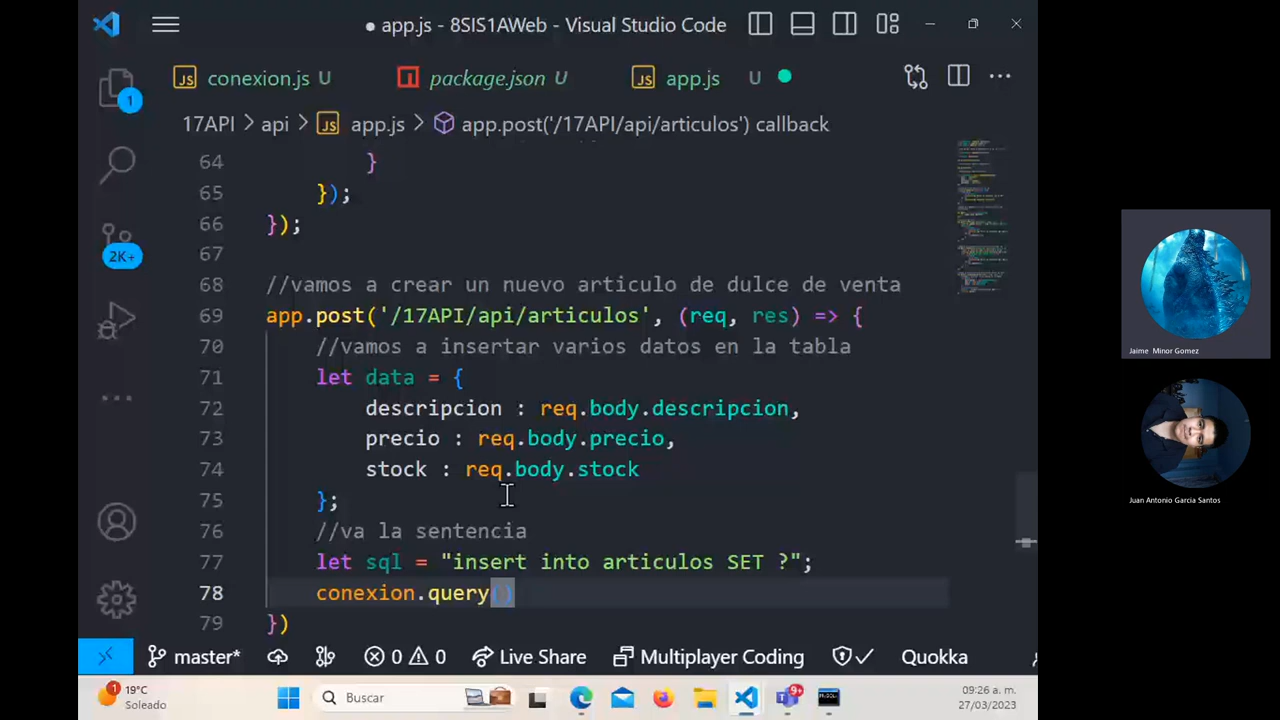 app.js - 8SIS1AWeb - Visual Studio Code
JS conexion.js U package.json U JS app.js U
17API > api > JS app.js > app.post('/17API/api/articulos') callback
1
2K+
64 }
65 });
66 });
67
68 //vamos a crear un nuevo articulo de dulce de venta
69 app.post('/17API/api/articulos', (req, res) => {
70 //vamos a insertar varios datos en la tabla
71 let data = {
72 descripcion : req.body.descripcion,
73 precio : req.body.precio,
74 stock : req.body.stock
75 };
76 //va la sentencia
77 let sql = "insert into articulos SET ?";
78 conexion.query()
79 })
master* 0 0 Live Share Multiplayer Coding Quokka
1 19°C
Soleado
Buscar
9+
09:26 a. m.
27/03/2023
Jaime Minor Gomez
Juan Antonio Garcia Santos